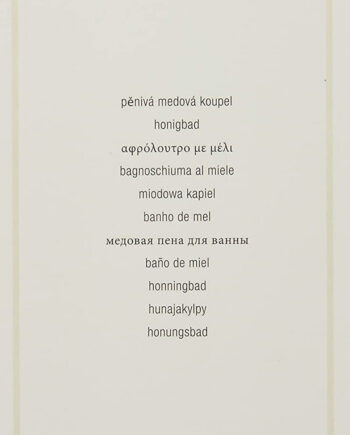 pěnivá medová koupel
honigbad
αφρόλουτρο με μέλι
bagnoschiuma al miele
miodowa kapiel
banho de mel
медовая пена для ванны
baño de miel
honningbad
hunajakylpy
honungsbad